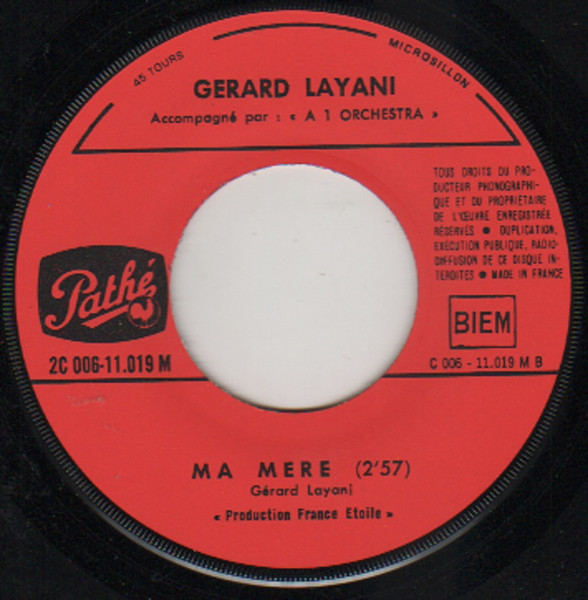 45 TOURS
MICROSILLON
GERARD LAYANI
Accompagné par : « A 1 ORCHESTRA »
TOUS DROITS DU PRO-
DUCTEUR PHONOGRAPHI-
QUE ET DU PROPRIÉTAIRE
DE L'ŒUVRE ENREGISTRÉE
RÉSERVÉS ● DUPLICATION,
EXÉCUTION PUBLIQUE, RADIO-
DIFFUSION DE CE DISQUE IN-
TERDITES ● MADE IN FRANCE
Pathé
BIEM
2C 006-11.019 M
C 006 - 11.019 M B
MA MERE (2'57)
Gérard Layani
« Production France Etoile »